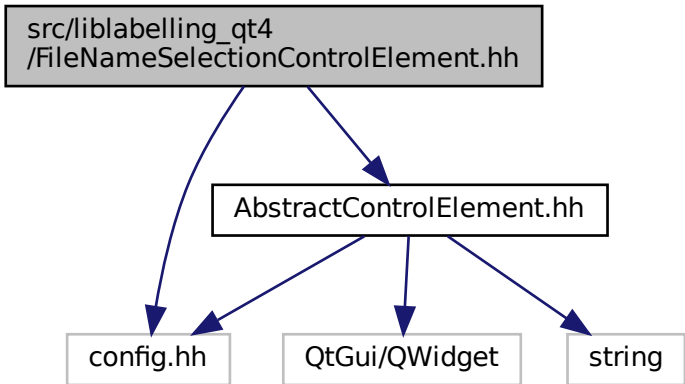 src/liblabelling_qt4
/FileNameSelectionControlElement.hh
AbstractControlElement.hh
config.hh
QtGui/QWidget
string